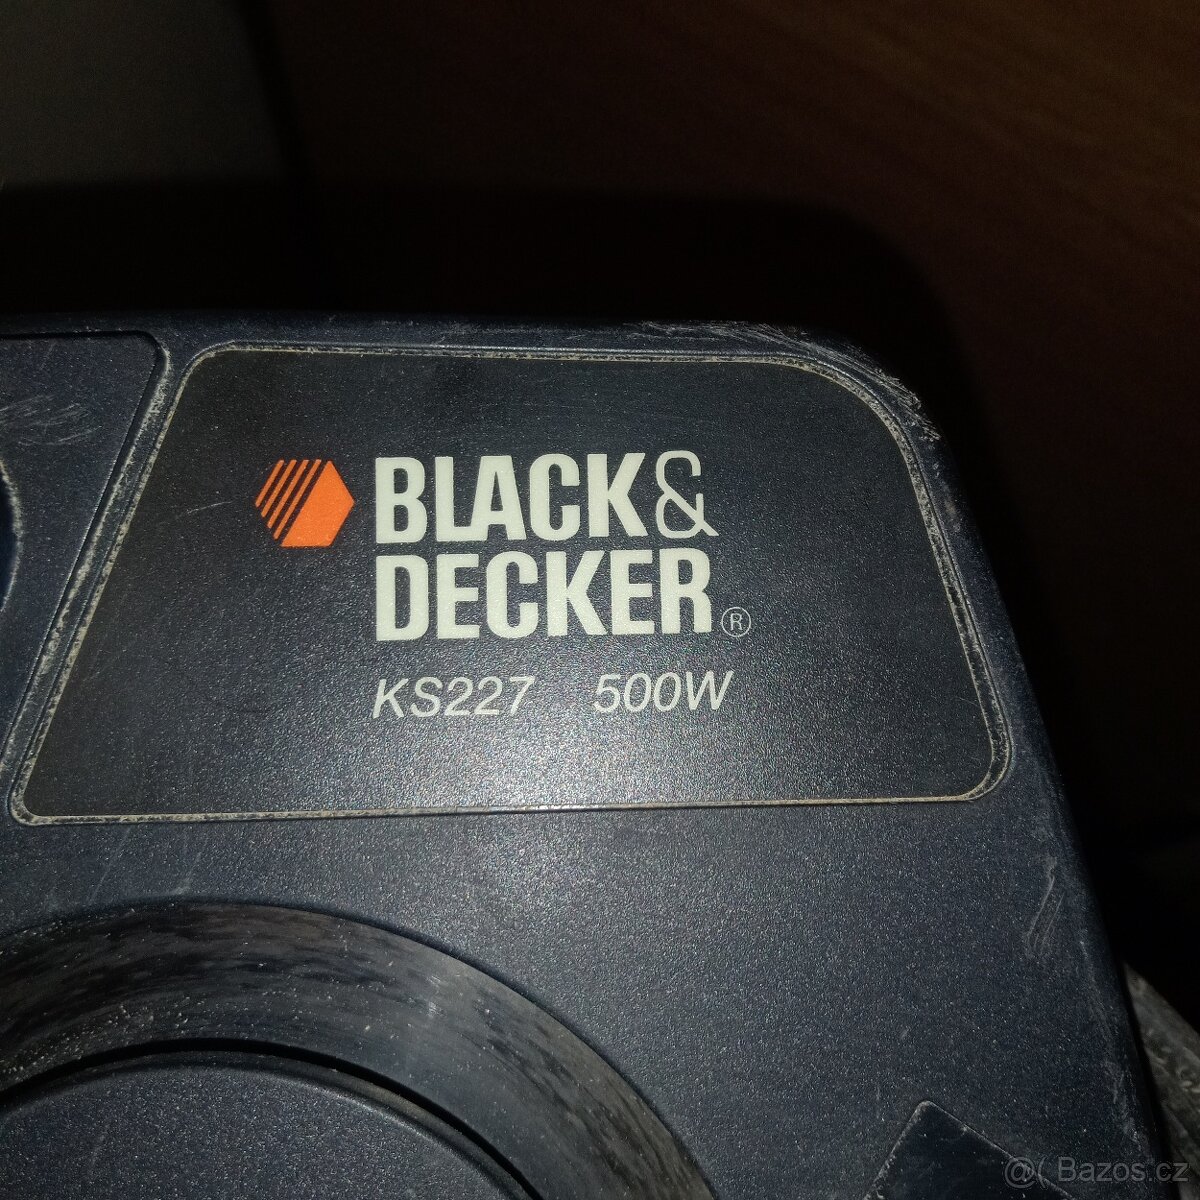 BLACK&
DECKER®
KS227 500W
@( Bazos.cz